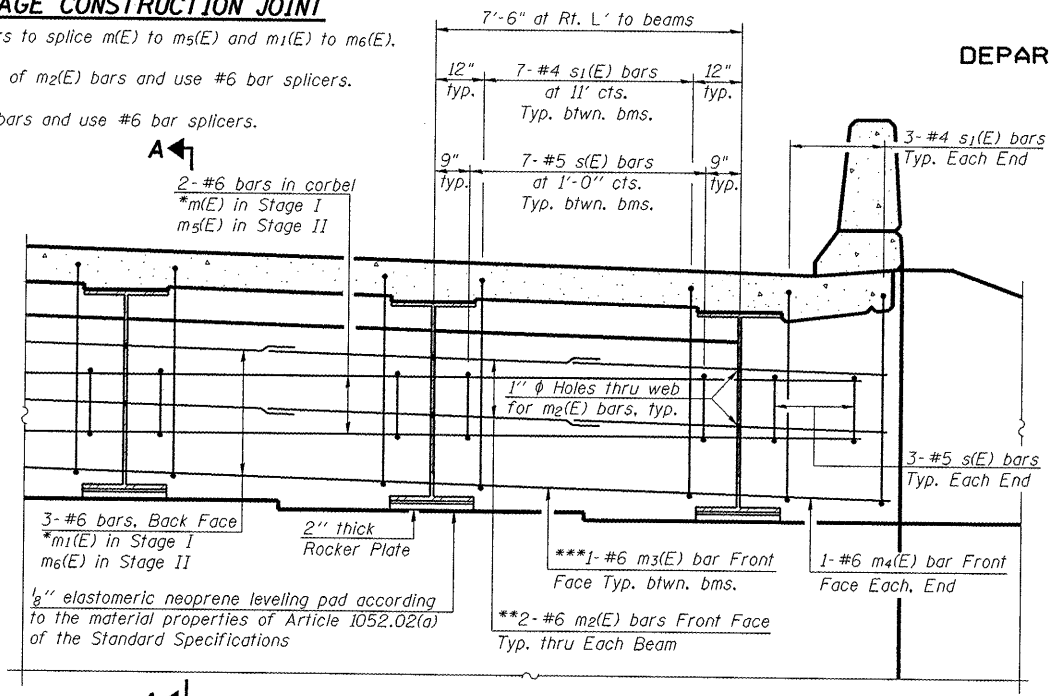 AGE CONSTRUCTION JOINT
rs to splice m(E) to m5(E) and m1(E) to m6(E).
of m2(E) bars and use #6 bar splicers.
bars and use #6 bar splicers.
DEPAR
7'-6" at Rt. L' to beams
12"
typ.
7-#4 s1(E) bars
at 11' cts.
Typ. btwn. bms.
12"
typ.
3-#4 s1(E) bars
Typ. Each End
A
9"
typ.
7-#5 s(E) bars
at 1'-0" cts.
Typ. btwn. bms.
9"
typ.
2-#6 bars in corbel
*m(E) in Stage I
m5(E) in Stage II
1" ϕ Holes thru web
for m2(E) bars, typ.
3-#5 s(E) bars
Typ. Each End
3-#6 bars, Back Face
*m1(E) in Stage I
m6(E) in Stage II
2" thick
Rocker Plate
***1-#6 m3(E) bar Front
Face Typ. btwn. bms.
1-#6 m4(E) bar Front
Face Each, End
1/8" elastomeric neoprene leveling pad according
to the material properties of Article 1052.02(a)
of the Standard Specifications
**2-#6 m2(E) bars Front Face
Typ. thru Each Beam